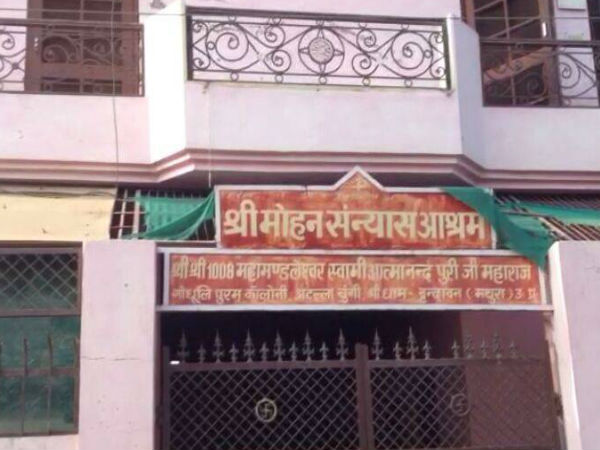 श्री मोहन संन्यास आश्रम
श्री श्री 1008 महामण्डलेश्वर स्वामी आत्मानन्द पुरी जी महाराज
गोधूलि पुरम कालोनी, अटल्ला चुंगी श्री धाम- वृन्दावन (मथुरा) उ प्र